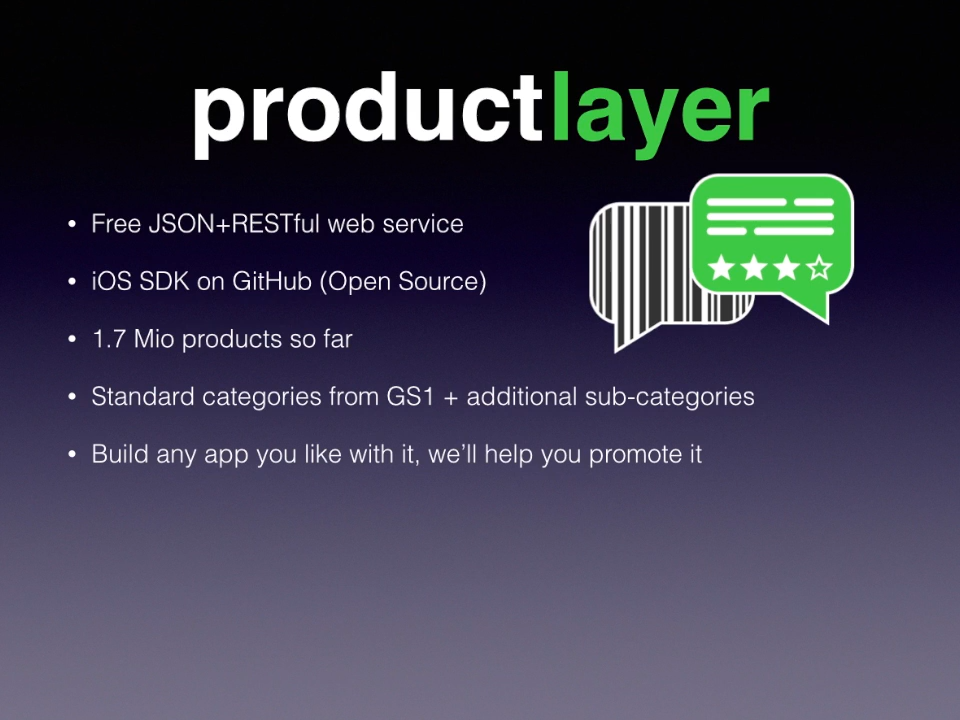 productlayer
• Free JSON+RESTful web service
• iOS SDK on GitHub (Open Source)
• 1.7 Mio products so far
• Standard categories from GS1 + additional sub-categories
• Build any app you like with it, we’ll help you promote it